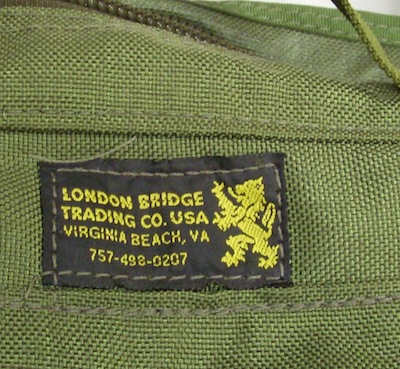 LONDON BRIDGE
TRADING CO. USA
VIRGINIA BEACH, VA
757-498-0207